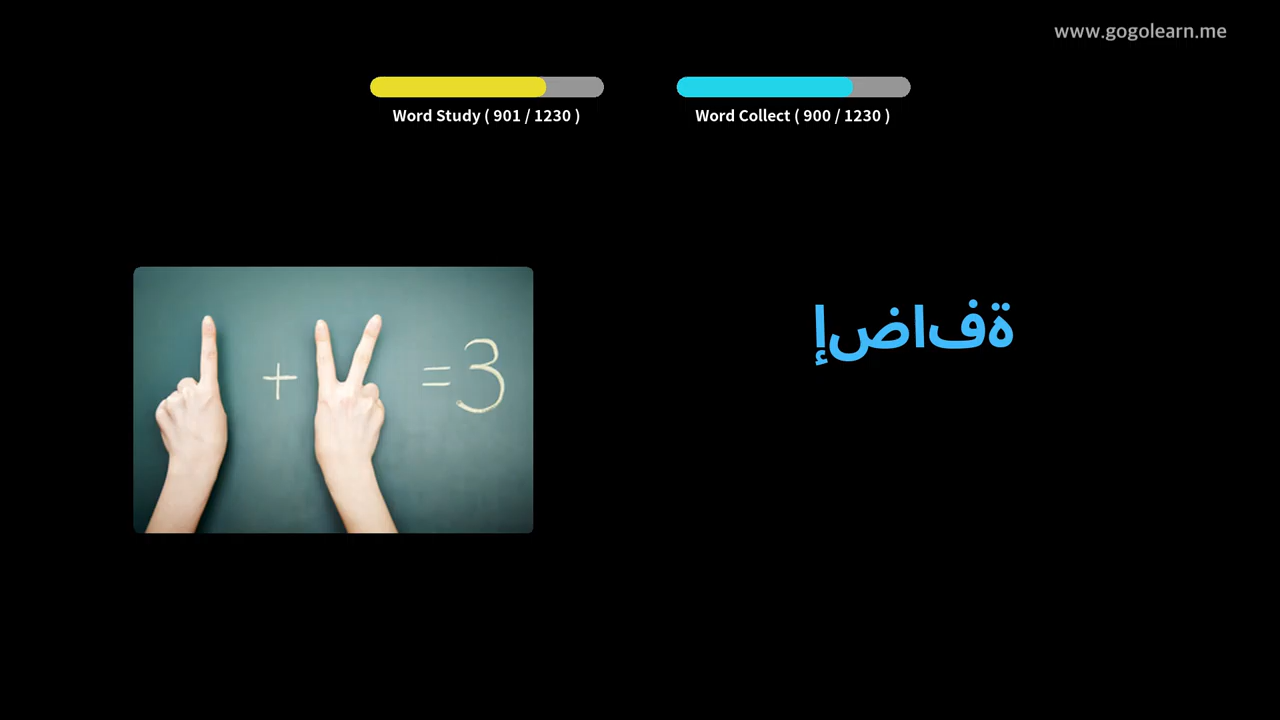 www.gogolearn.me
Word Study ( 901 / 1230 )
Word Collect ( 900 / 1230 )
+ =3
ةفاضإ